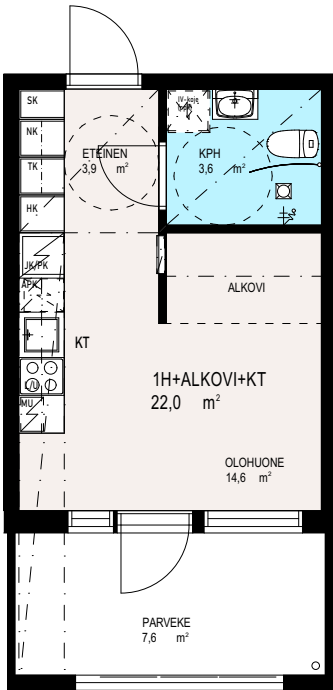 SK
IV-koje
NK
ETEINEN
3,9 m²
KPH
3,6 m²
TK
HK
JK/PK
APK
ALKOVI
KT
L/U
1H+ALKOVI+KT
22,0 m²
MU
OLOHUONE
14,6 m²
PARVEKE
7,6 m²